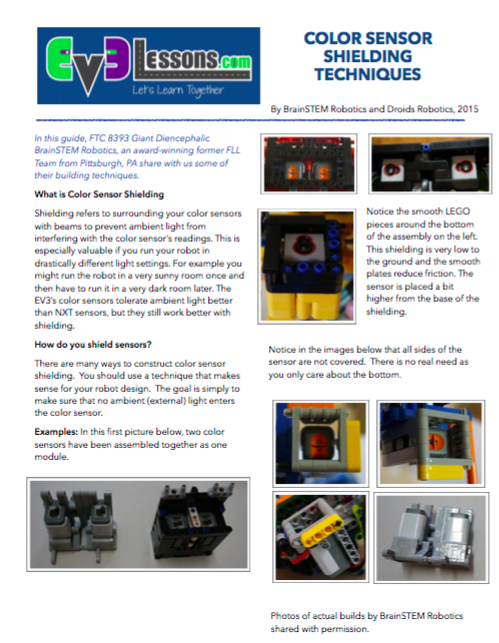 Ev3Lessons.com
Let's Learn Together
COLOR SENSOR
SHIELDING
TECHNIQUES
By BrainSTEM Robotics and Droids Robotics, 2015
In this guide, FTC 8393 Giant Diencephalic
BrainSTEM Robotics, an award-winning former FLL
Team from Pittsburgh, PA share with us some of
their building techniques.
What is Color Sensor Shielding
Shielding refers to surrounding your color sensors
with beams to prevent ambient light from
interfering with the color sensor's readings. This is
especially valuable if you run your robot in
drastically different light settings. For example you
might run the robot in a very sunny room once and
then have to run it in a very dark room later. The
EV3's color sensors tolerate ambient light better
than NXT sensors, but they still work better with
shielding.
How do you shield sensors?
There are many ways to construct color sensor
shielding. You should use a technique that makes
sense for your robot design. The goal is simply to
make sure that no ambient (external) light enters
the color sensor.
Examples: In this first picture below, two color
sensors have been assembled together as one
module.
Notice the smooth LEGO
pieces around the bottom
of the assembly on the left.
This shielding is very low to
the ground and the smooth
plates reduce friction. The
sensor is placed a bit
higher from the base of the
shielding.
Notice in the images below that all sides of the
sensor are not covered. There is no real need as
you only care about the bottom.
Photos of actual builds by BrainSTEM Robotics
shared with permission.